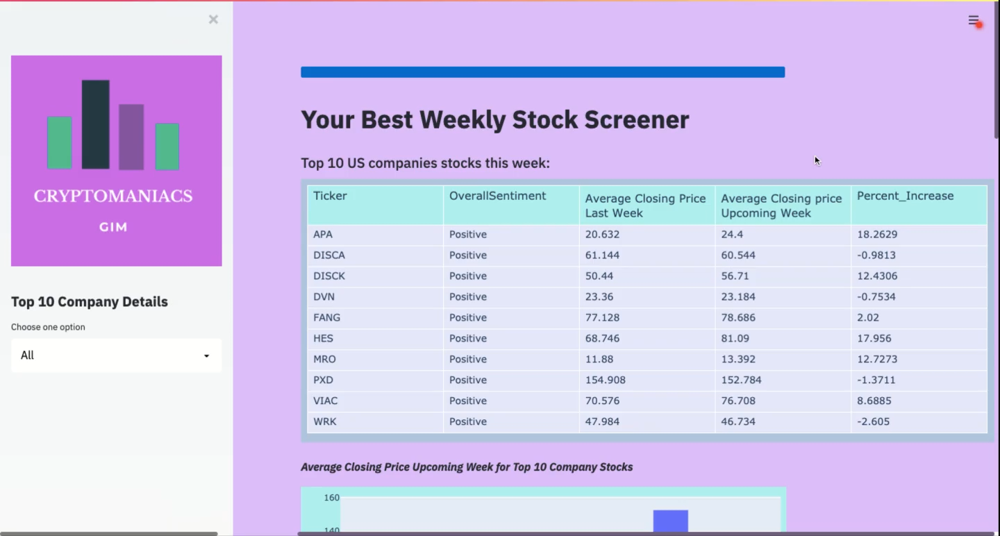 CRYPTOMANIACS
GIM
Top 10 Company Details
Choose one option
All
Your Best Weekly Stock Screener
Top 10 US companies stocks this week:
Ticker OverallSentiment Average Closing Price Last Week Average Closing price Upcoming Week Percent_Increase
APA Positive 20.632 24.4 18.2629
DISCA Positive 61.144 60.544 -0.9813
DISCK Positive 50.44 56.71 12.4306
DVN Positive 23.36 23.184 -0.7534
FANG Positive 77.128 78.686 2.02
HES Positive 68.746 81.09 17.956
MRO Positive 11.88 13.392 12.7273
PXD Positive 154.908 152.784 -1.3711
VIAC Positive 70.576 76.708 8.6885
WRK Positive 47.984 46.734 -2.605
Average Closing Price Upcoming Week for Top 10 Company Stocks
160
140